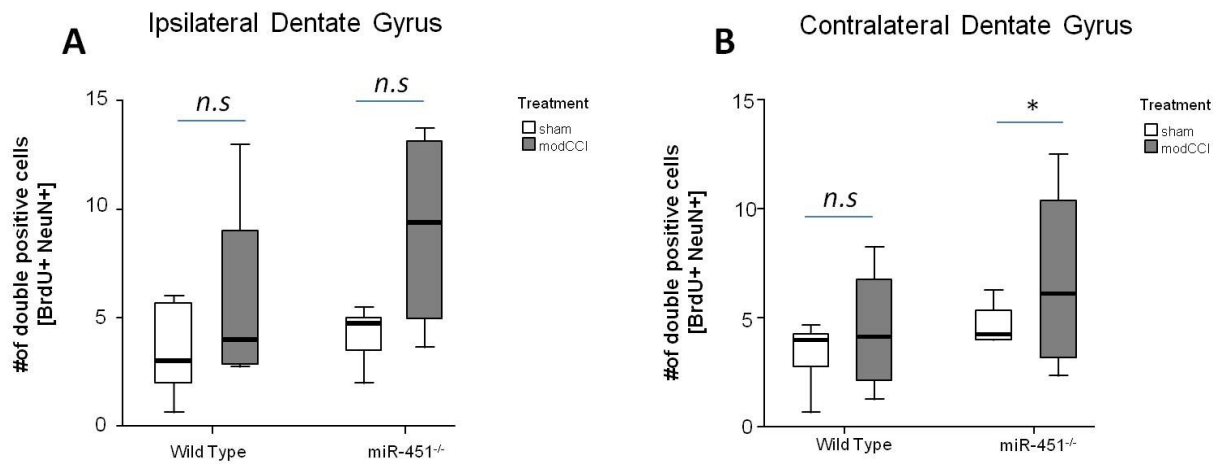 Ipsilateral Dentate Gyrus
A
n.s
n.s
15
10
5
0
#of double positive cells
[BrdU+ NeuN+]
Wild Type
miR-451-/-
Treatment
sham
modCCI
Contralateral Dentate Gyrus
B
n.s
*
15
10
5
0
#of double positive cells
[BrdU+ NeuN+]
Wild Type
miR-451-/-
Treatment
sham
modCCI